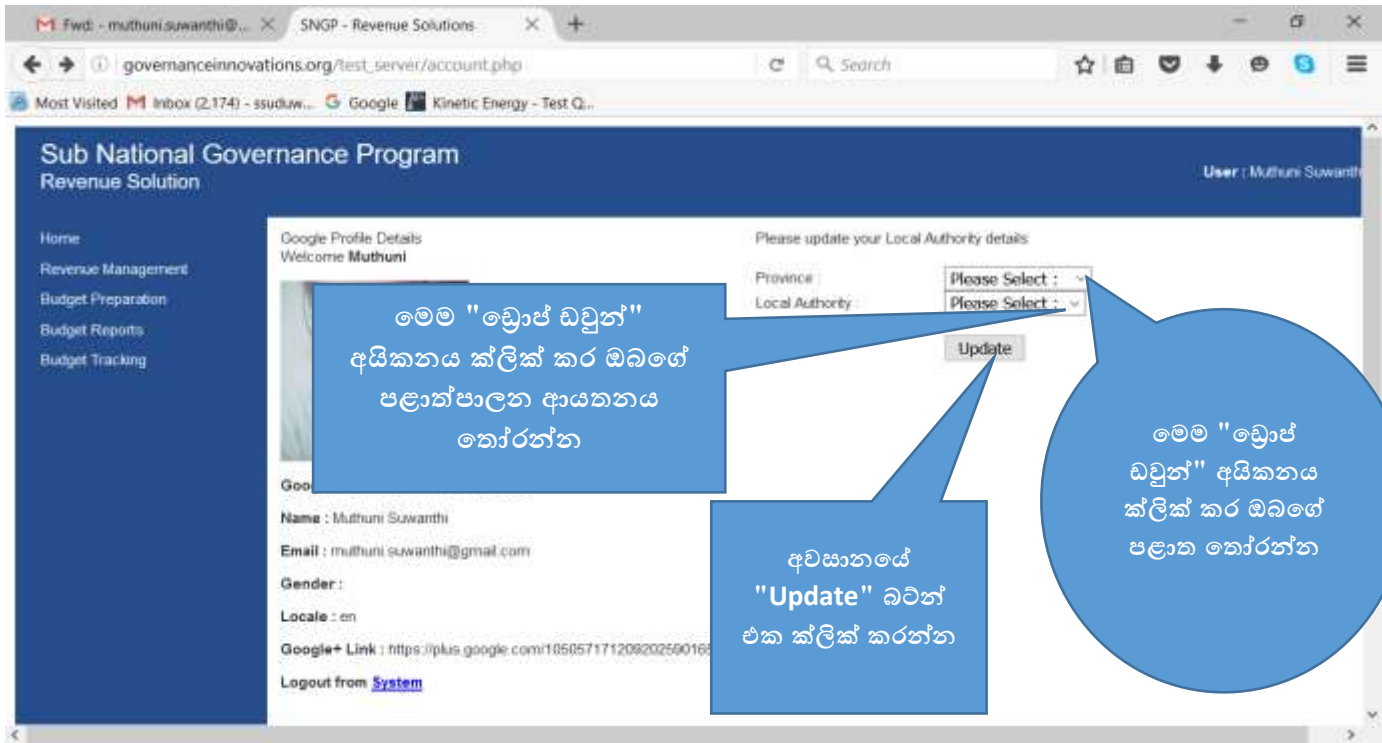 Fwd: - muthuni.suwanthi@...
SNGP - Revenue Solutions
governanceinnovations.org/test_server/account.php
Search
Most Visited
Inbox (2,174) - ssuduw...
Google
Kinetic Energy - Test Q...
Sub National Governance Program
Revenue Solution
User : Muthuni Suwanth
Home
Revenue Management
Budget Preparation
Budget Reports
Budget Tracking
Google Profile Details
Welcome Muthuni
Please update your Local Authority details
Province :
Please Select :
Local Authority :
Please Select :
Update
මෙම "ඩ්‍රොප් ඩවුන්"
අයිකනය ක්ලික් කර ඔබගේ
පළාත්පාලන ආයතනය
තෝරන්න
මෙම "ඩ්‍රොප්
ඩවුන්" අයිකනය
ක්ලික් කර ඔබගේ
පළාත තෝරන්න
අවසානයේ
"Update" බටන්
එක ක්ලික් කරන්න
Goo
Name : Muthuni Suwanthi
Email : muthuni.suwanthi@gmail.com
Gender :
Locale : en
Google+ Link :
Logout from System